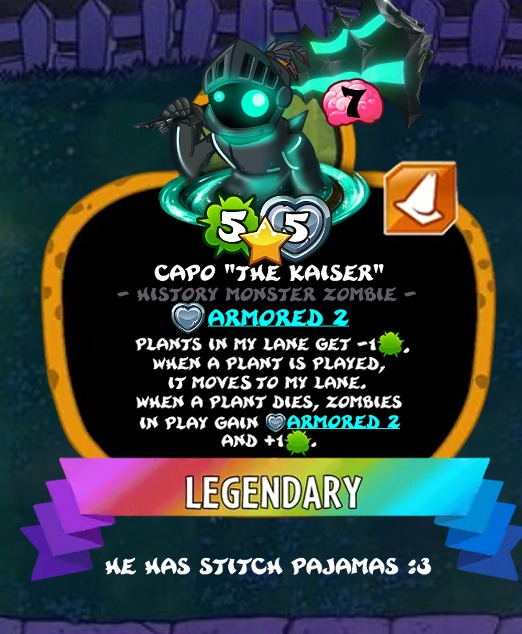 7
5 5
CAPO "THE KAISER"
- HISTORY MONSTER ZOMBIE -
ARMORED 2
PLANTS IN MY LANE GET -1.
WHEN A PLANT IS PLAYED,
IT MOVES TO MY LANE.
WHEN A PLANT DIES, ZOMBIES
IN PLAY GAIN ARMORED 2
AND +1.
LEGENDARY
HE HAS STITCH PAJAMAS :3